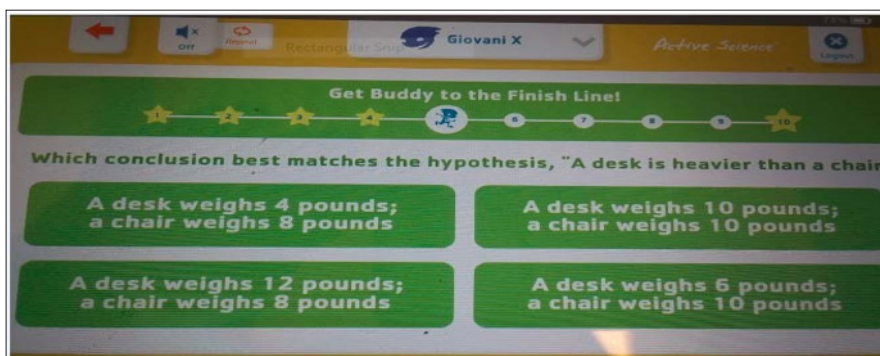 Off
Repeat
Rectangular Snip
Giovani X
Active Science
Logout
Get Buddy to the Finish Line!
1 2 3 4 6 7 8 9 10
Which conclusion best matches the hypothesis, "A desk is heavier than a chair
A desk weighs 4 pounds;
a chair weighs 8 pounds
A desk weighs 10 pounds;
a chair weighs 10 pounds
A desk weighs 12 pounds;
a chair weighs 8 pounds
A desk weighs 6 pounds;
a chair weighs 10 pounds